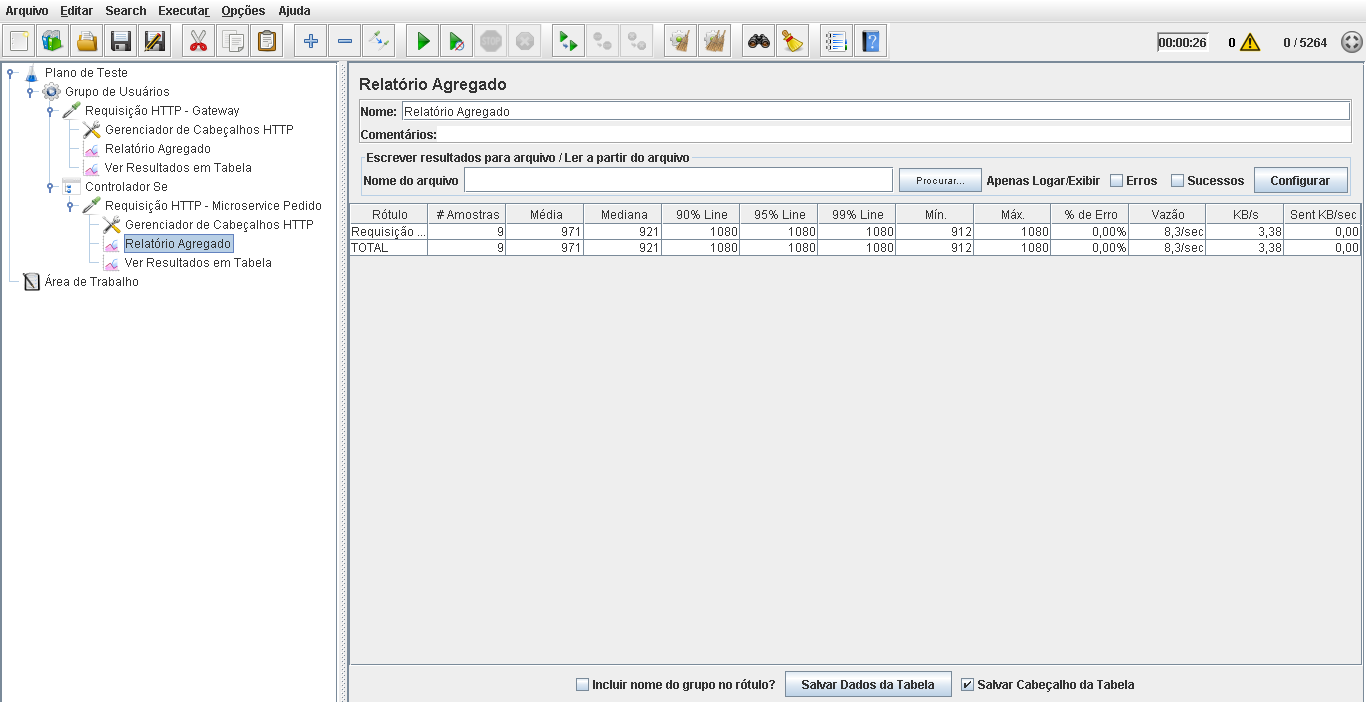 Arquivo Editar Search Executar Opções Ajuda
STOP
00:00:26 0 0 / 5264
Plano de Teste
Grupo de Usuários
Requisição HTTP - Gateway
Gerenciador de Cabeçalhos HTTP
Relatório Agregado
Ver Resultados em Tabela
Controlador Se
Requisição HTTP - Microservice Pedido
Gerenciador de Cabeçalhos HTTP
Relatório Agregado
Ver Resultados em Tabela
Área de Trabalho
Relatório Agregado
Nome: Relatório Agregado
Comentários:
Escrever resultados para arquivo / Ler a partir do arquivo
Nome do arquivo Procurar... Apenas Logar/Exibir Erros Sucessos Configurar
Rótulo # Amostras Média Mediana 90% Line 95% Line 99% Line Mín. Máx. % de Erro Vazão KB/s Sent KB/sec
Requisição ... 9 971 921 1080 1080 1080 912 1080 0,00% 8,3/sec 3,38 0,00
TOTAL 9 971 921 1080 1080 1080 912 1080 0,00% 8,3/sec 3,38 0,00
Incluir nome do grupo no rótulo? Salvar Dados da Tabela Salvar Cabeçalho da Tabela